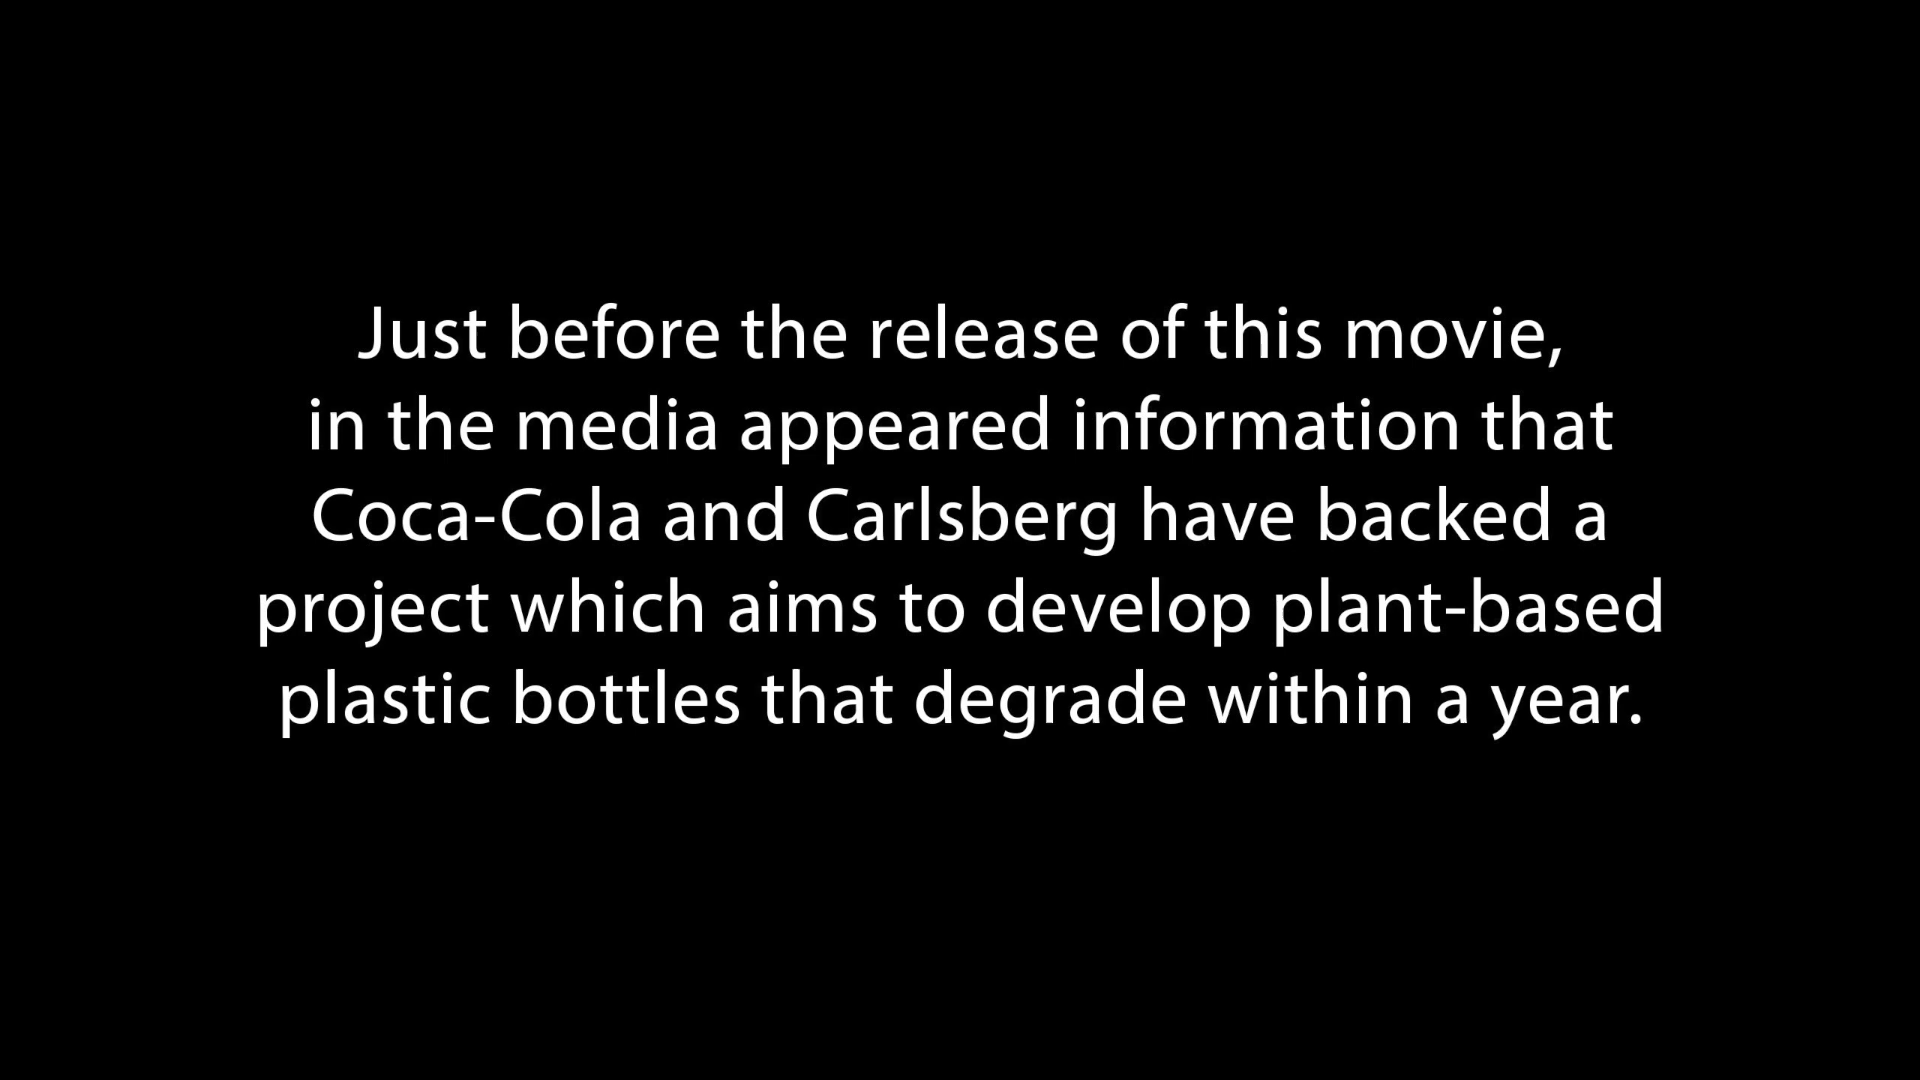 Just before the release of this movie,
in the media appeared information that
Coca-Cola and Carlsberg have backed a
project which aims to develop plant-based
plastic bottles that degrade within a year.